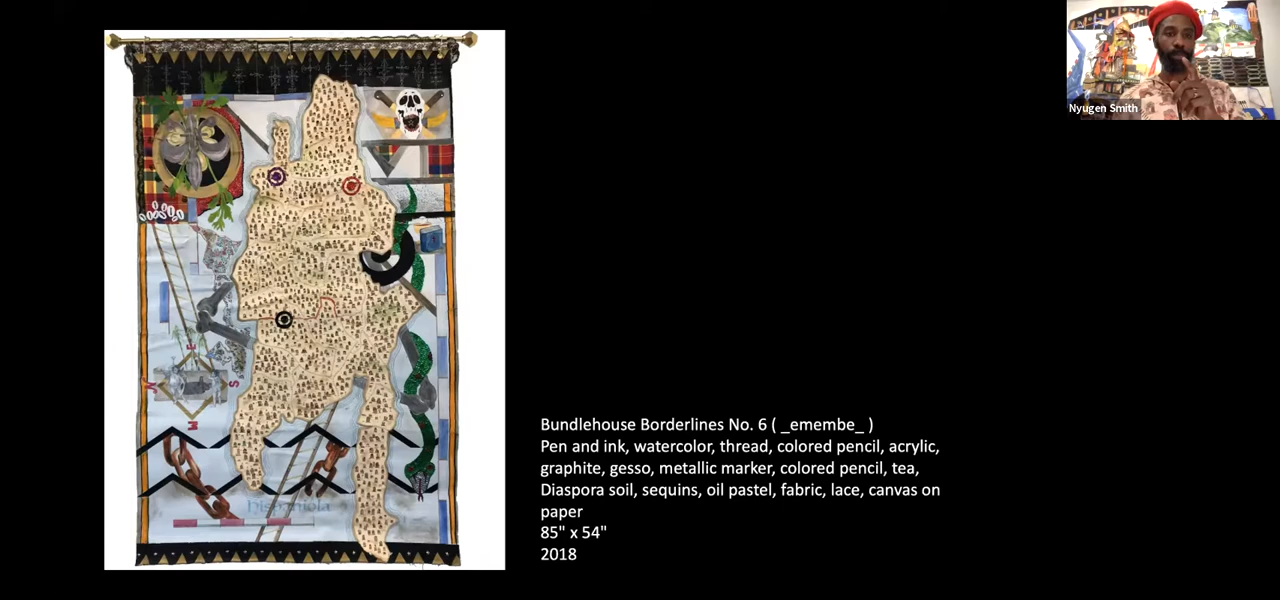 Nyugen Smith
N
E
S
W
Hispaniola
Bundlehouse Borderlines No. 6 ( _emembe_ )
Pen and ink, watercolor, thread, colored pencil, acrylic,
graphite, gesso, metallic marker, colored pencil, tea,
Diaspora soil, sequins, oil pastel, fabric, lace, canvas on
paper
85" x 54"
2018